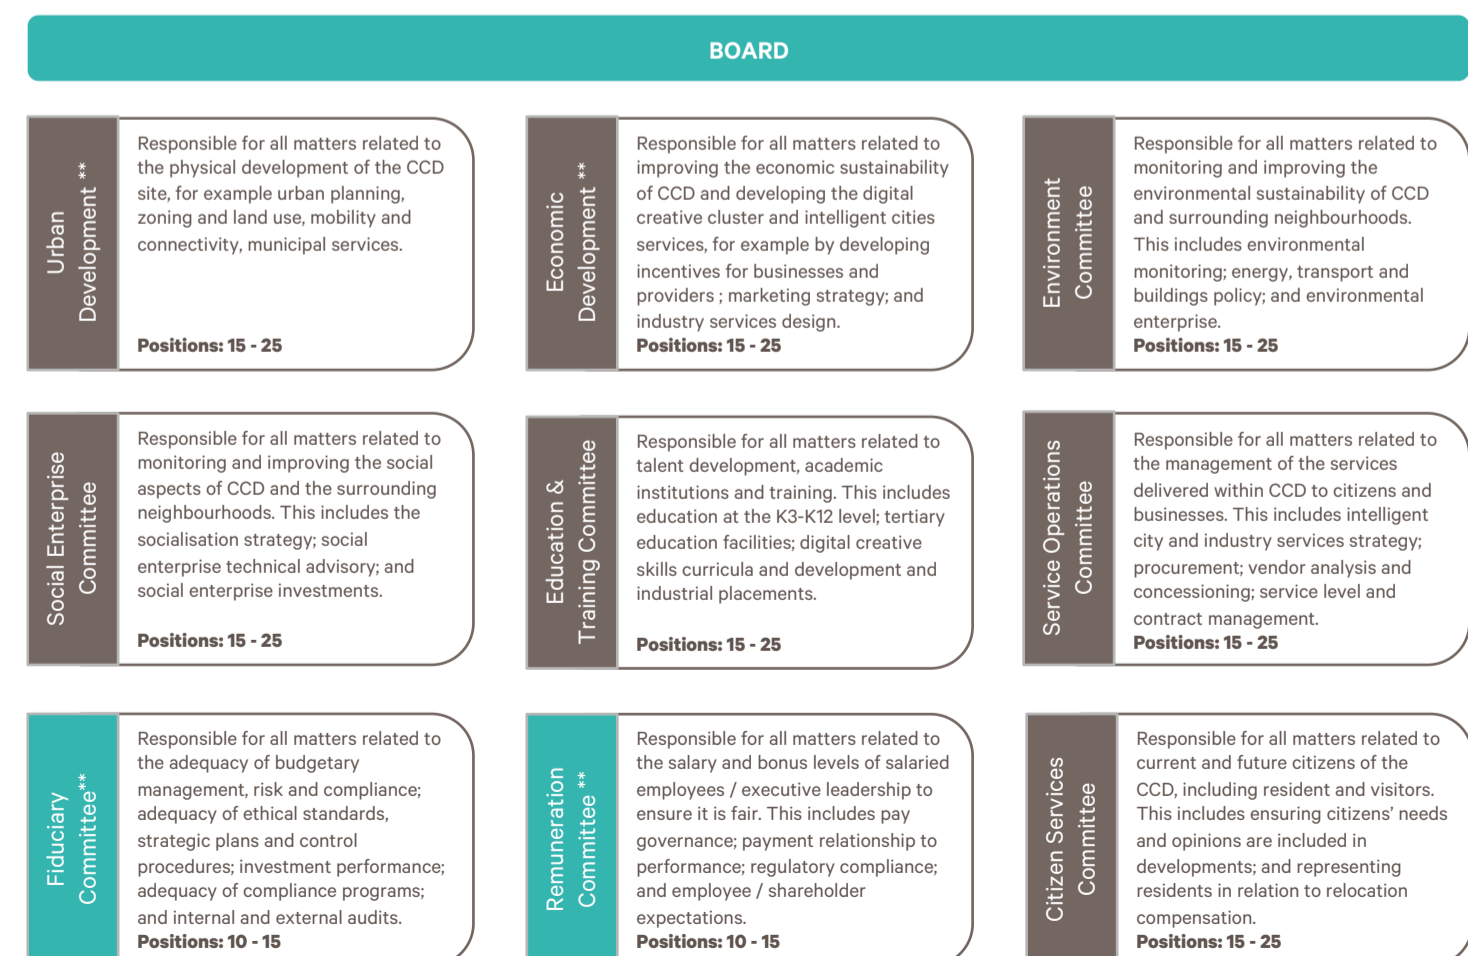 BOARD
Urban
Development **
Responsible for all matters related to
the physical development of the CCD
site, for example urban planning,
zoning and land use, mobility and
connectivity, municipal services.
Positions: 15 - 25
Economic
Development **
Responsible for all matters related to
improving the economic sustainability
of CCD and developing the digital
creative cluster and intelligent cities
services, for example by developing
incentives for businesses and
providers ; marketing strategy; and
industry services design.
Positions: 15 - 25
Environment
Committee
Responsible for all matters related to
monitoring and improving the
environmental sustainability of CCD
and surrounding neighbourhoods.
This includes environmental
monitoring; energy, transport and
buildings policy; and environmental
enterprise.
Positions: 15 - 25
Social Enterprise
Committee
Responsible for all matters related to
monitoring and improving the social
aspects of CCD and the surrounding
neighbourhoods. This includes the
socialisation strategy; social
enterprise technical advisory; and
social enterprise investments.
Positions: 15 - 25
Education &
Training Committee
Responsible for all matters related to
talent development, academic
institutions and training. This includes
education at the K3-K12 level; tertiary
education facilities; digital creative
skills curricula and development and
industrial placements.
Positions: 15 - 25
Service Operations
Committee
Responsible for all matters related to
the management of the services
delivered within CCD to citizens and
businesses. This includes intelligent
city and industry services strategy;
procurement; vendor analysis and
concessioning; service level and
contract management.
Positions: 15 - 25
Fiduciary
Committee**
Responsible for all matters related to
the adequacy of budgetary
management, risk and compliance;
adequacy of ethical standards,
strategic plans and control
procedures; investment performance;
adequacy of compliance programs;
and internal and external audits.
Positions: 10 - 15
Remuneration
Committee **
Responsible for all matters related to
the salary and bonus levels of salaried
employees / executive leadership to
ensure it is fair. This includes pay
governance; payment relationship to
performance; regulatory compliance;
and employee / shareholder
expectations.
Positions: 10 - 15
Citizen Services
Committee
Responsible for all matters related to
current and future citizens of the
CCD, including resident and visitors.
This includes ensuring citizens' needs
and opinions are included in
developments; and representing
residents in relation to relocation
compensation.
Positions: 15 - 25